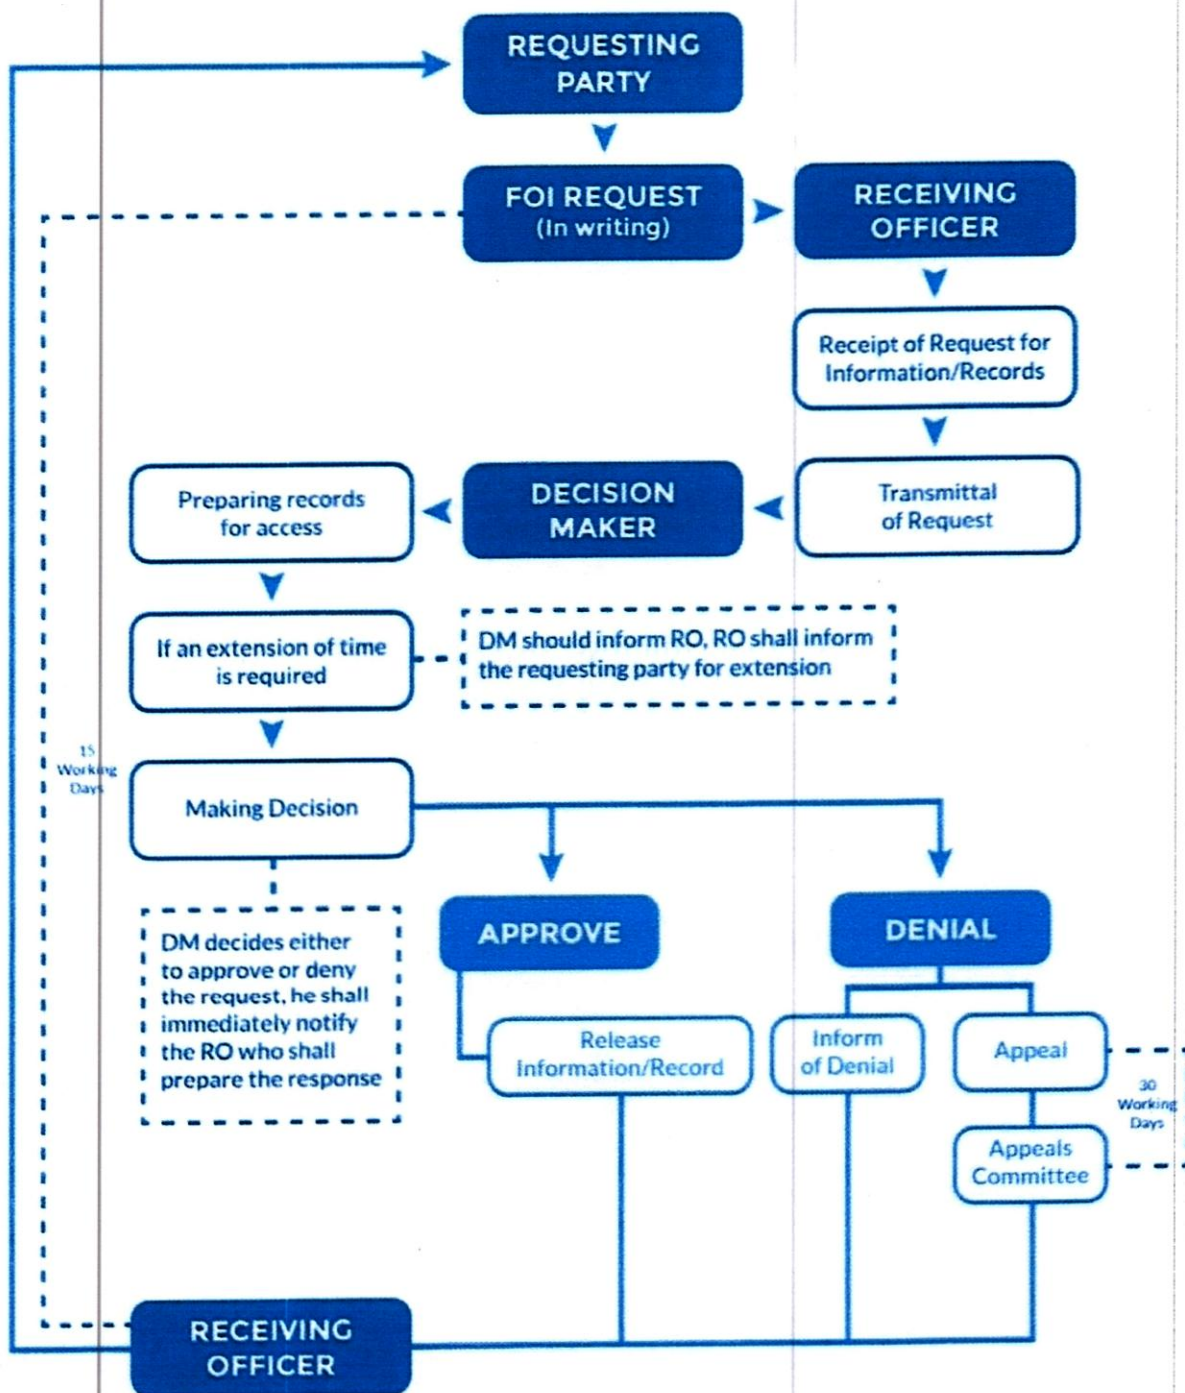 REQUESTING
PARTY
FOI REQUEST
(In writing)
RECEIVING
OFFICER
Receipt of Request for
Information/Records
Transmittal
of Request
DECISION
MAKER
Preparing records
for access
If an extension of time
is required
DM should inform RO, RO shall inform
the requesting party for extension
15
Working
Days
Making Decision
DM decides either
to approve or deny
the request, he shall
immediately notify
the RO who shall
prepare the response
APPROVE
Release
Information/Record
DENIAL
Inform
of Denial
Appeal
30
Working
Days
Appeals
Committee
RECEIVING
OFFICER